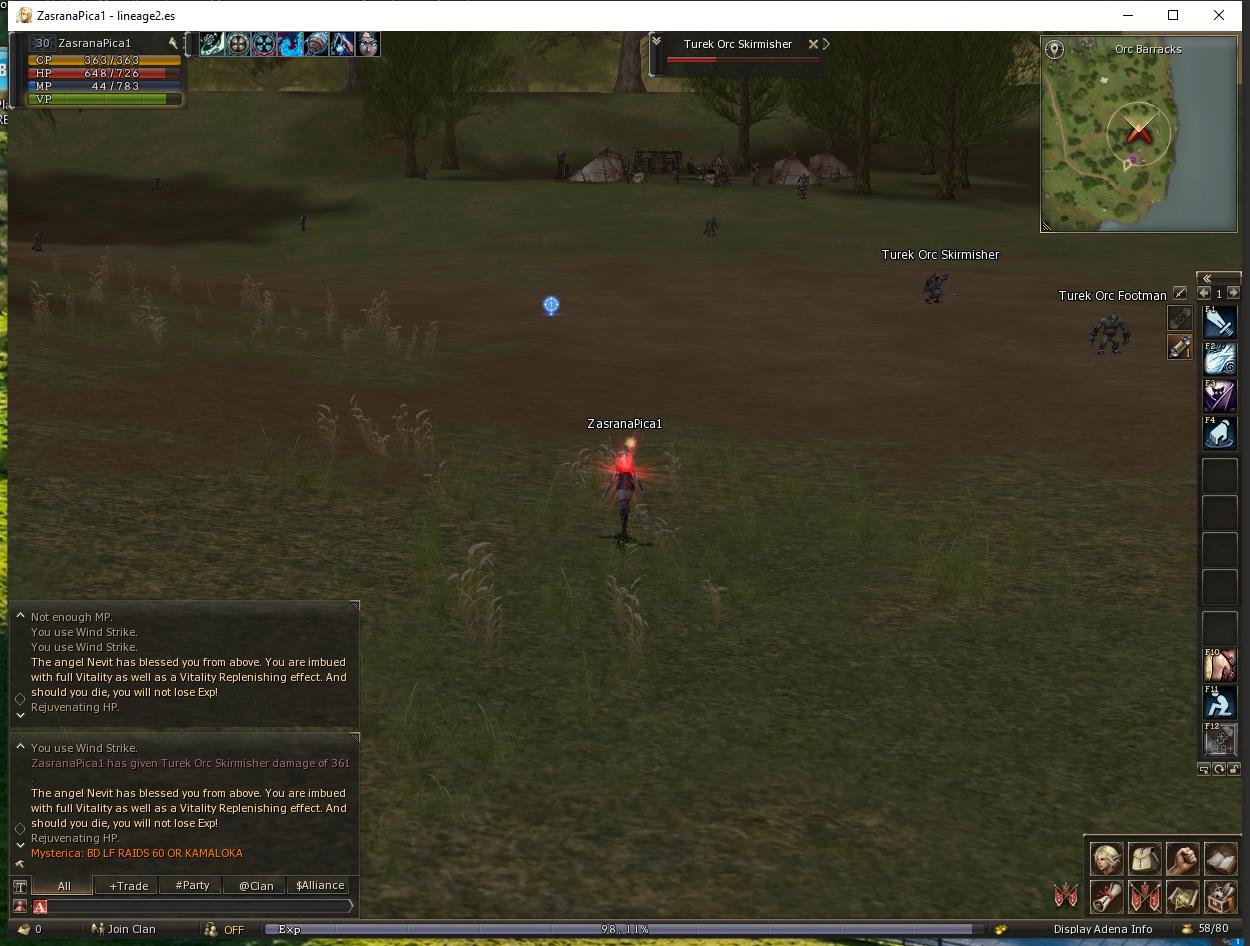 ZasranaPica1 - lineage2.es
30 ZasranaPica1
CP 363/363
HP 648/726
MP 44/783
VP
Turek Orc Skirmisher
Orc Barracks
Turek Orc Skirmisher
Turek Orc Footman
1
F1
1
F2
F3
F4
ZasranaPica1
Not enough MP.
You use Wind Strike.
You use Wind Strike.
The angel Nevit has blessed you from above. You are imbued
with full Vitality as well as a Vitality Replenishing effect. And
should you die, you will not lose Exp!
Rejuvenating HP.
F10
F11
F12
99+
You use Wind Strike.
ZasranaPica1 has given Turek Orc Skirmisher damage of 361
.
The angel Nevit has blessed you from above. You are imbued
with full Vitality as well as a Vitality Replenishing effect. And
should you die, you will not lose Exp!
Rejuvenating HP.
Mysterica: BD LF RAIDS 60 OR KAMALOKA
All +Trade #Party @Clan $Alliance
A
0 Join Clan OFF Exp 98.11% Display Adena Info 58/80